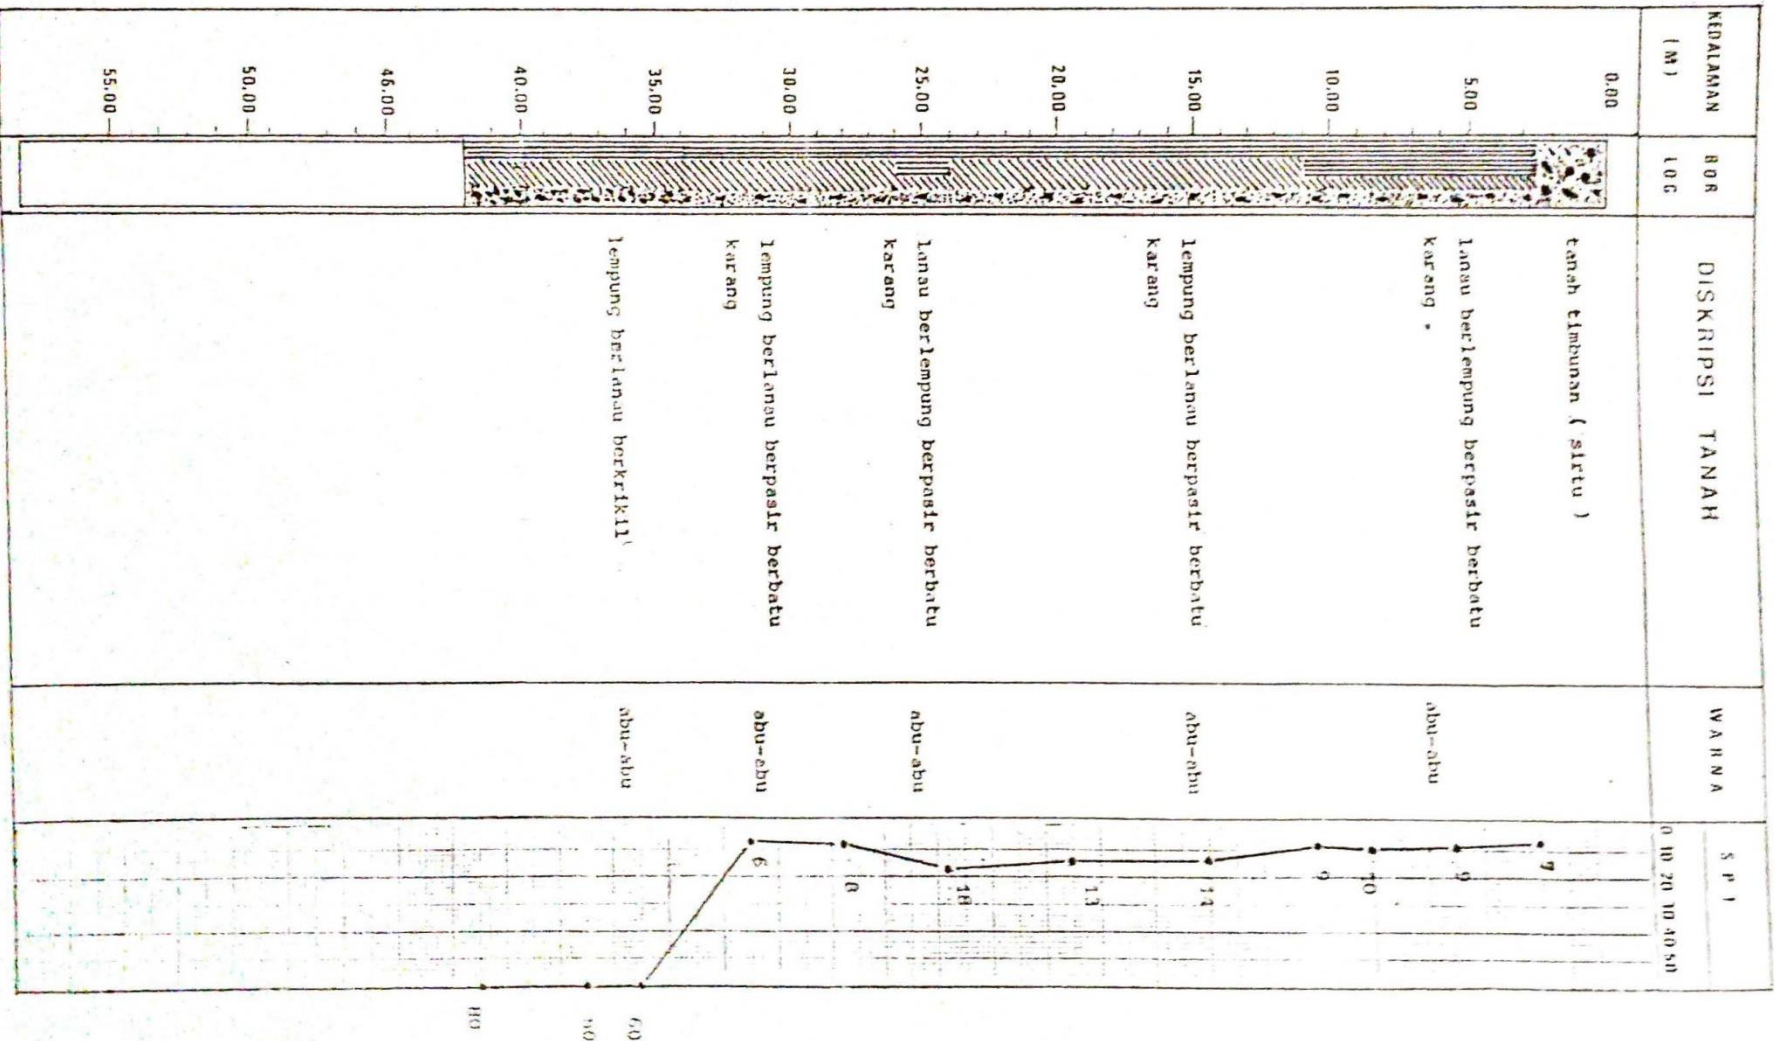 KEDALAMAN
( M )
BOR
LOG
DISKRIPSI TANAH
WARNA
S P T
0 10 20 30 40 50
0.00
5.00
10.00
15.00
20.00
25.00
30.00
35.00
40.00
46.00
50.00
55.00
tanah timbunan ( sirtu )
lanau berlempung berpasir berbatu
karang .
lempung berlanau berpasir berbatu
karang
lanau berlempung berpasir berbatu
karang
lempung berlanau berpasir berbatu
karang
lempung berlanau berkrikil
abu-abu
abu-abu
abu-abu
abu-abu
abu-abu
7
9
10
9
14
13
18
8
6
60